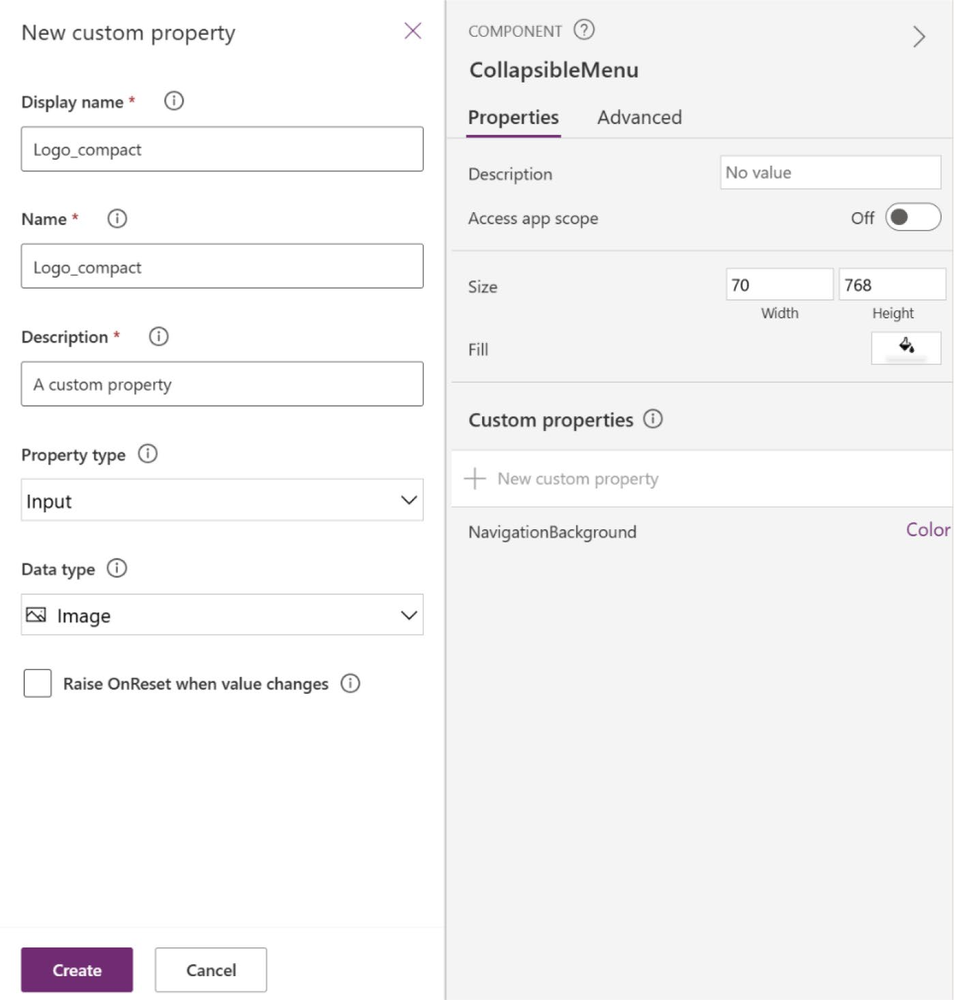 New custom property
Display name *
Logo_compact
Name *
Logo_compact
Description *
A custom property
Property type
Input
Data type
Image
Raise OnReset when value changes
Create
Cancel
COMPONENT
CollapsibleMenu
Properties
Advanced
Description
No value
Access app scope
Off
Size
70
768
Width
Height
Fill
Custom properties
New custom property
NavigationBackground
Color